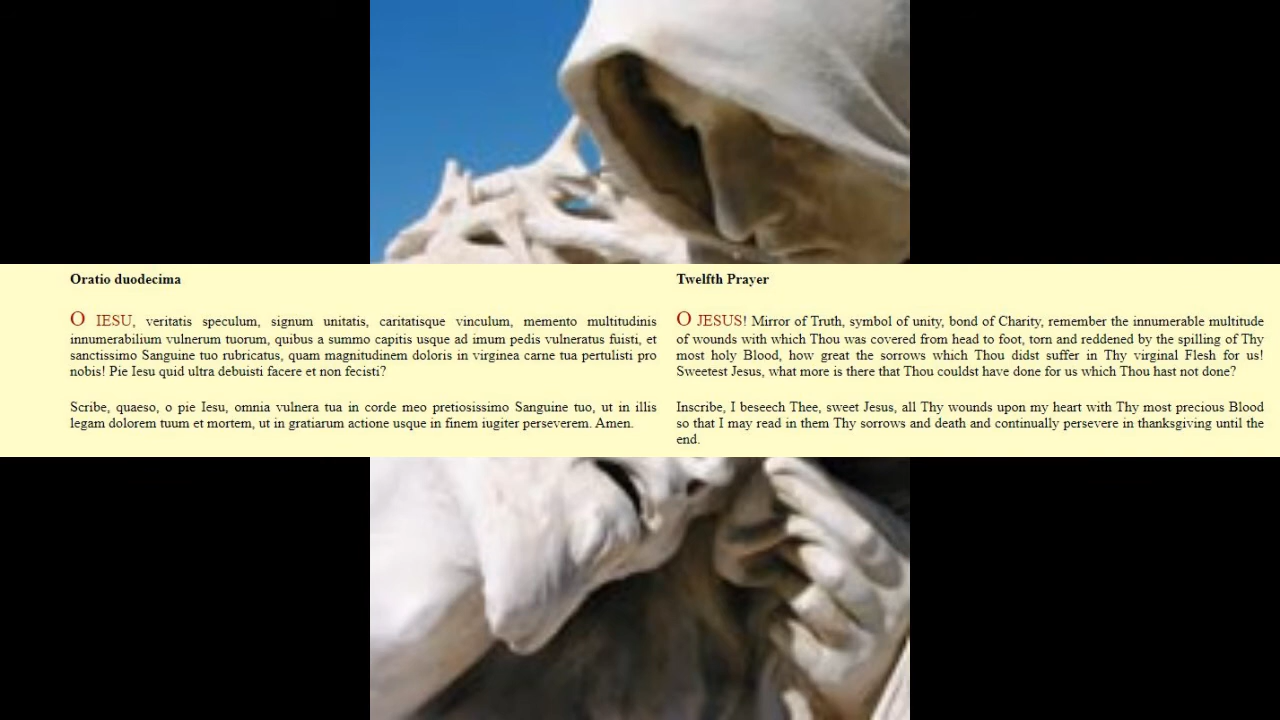 Oratio duodecima
O IESU, veritatis speculum, signum unitatis, caritatisque vinculum, memento multitudinis
innumerabilium vulnerum tuorum, quibus a summo capitis usque ad imum pedis vulneratus fuisti, et
sanctissimo Sanguine tuo rubricatus, quam magnitudinem doloris in virginea carne tua pertulisti pro
nobis! Pie Iesu quid ultra debuisti facere et non fecisti?
Scribe, quaeso, o pie Iesu, omnia vulnera tua in corde meo pretiosissimo Sanguine tuo, ut in illis
legam dolorem tuum et mortem, ut in gratiarum actione usque in finem iugiter perseverem. Amen.
Twelfth Prayer
O JESUS! Mirror of Truth, symbol of unity, bond of Charity, remember the innumerable multitude
of wounds with which Thou was covered from head to foot, torn and reddened by the spilling of Thy
most holy Blood, how great the sorrows which Thou didst suffer in Thy virginal Flesh for us!
Sweetest Jesus, what more is there that Thou couldst have done for us which Thou hast not done?
Inscribe, I beseech Thee, sweet Jesus, all Thy wounds upon my heart with Thy most precious Blood
so that I may read in them Thy sorrows and death and continually persevere in thanksgiving until the
end.